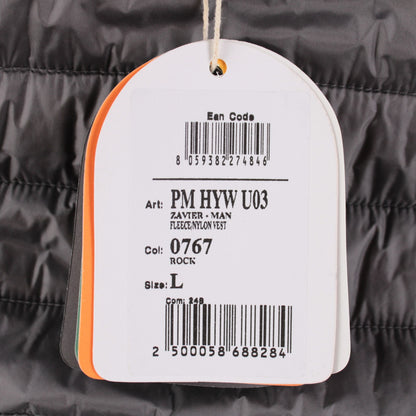 Ean Code
8 059382 274846
Art: PM HYW U03
ZAVIER - MAN
FLEECE/NYLON VEST
Col: 0767
ROCK
Size: L
Com: 24B
2 500058 688284